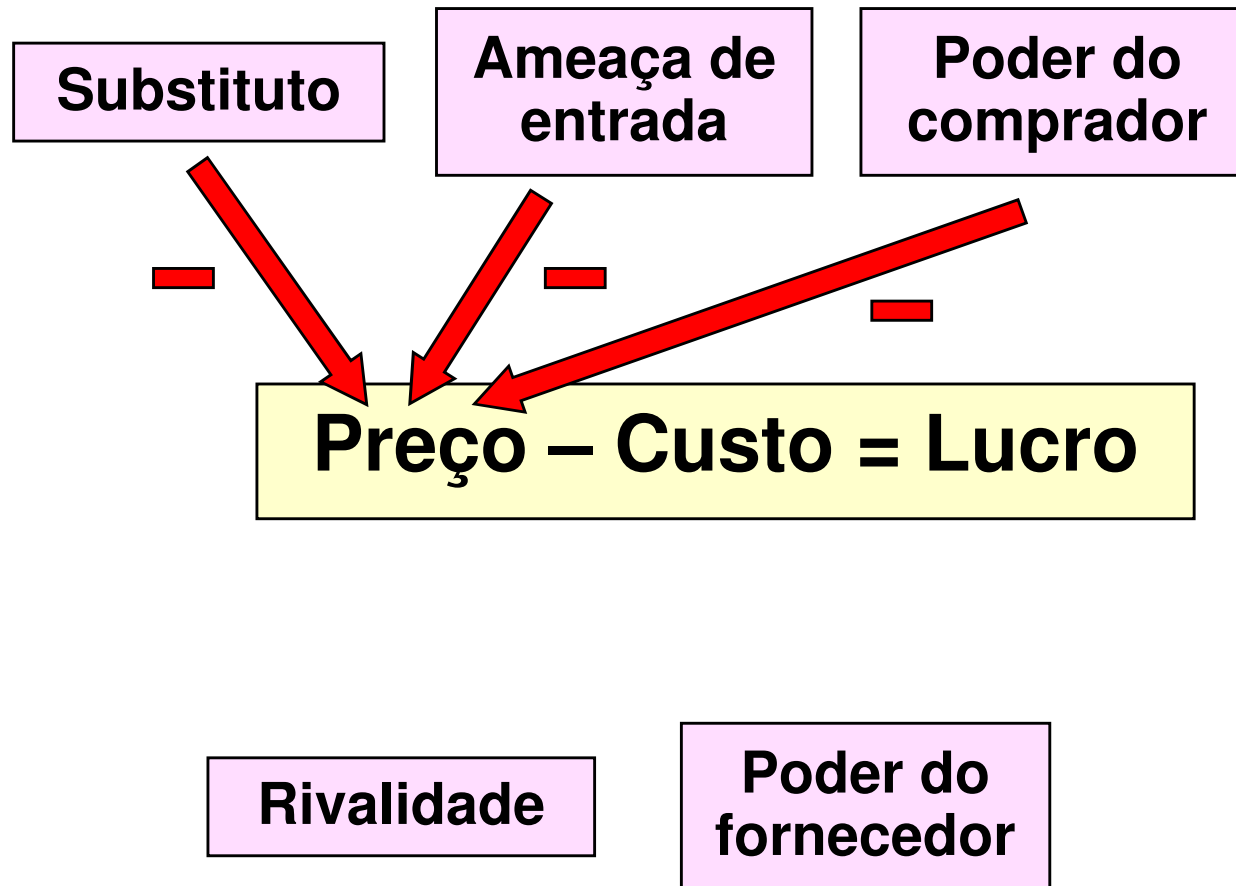 Substituto
Ameaça de
entrada
Poder do
comprador
Preço – Custo = Lucro
Rivalidade
Poder do
fornecedor